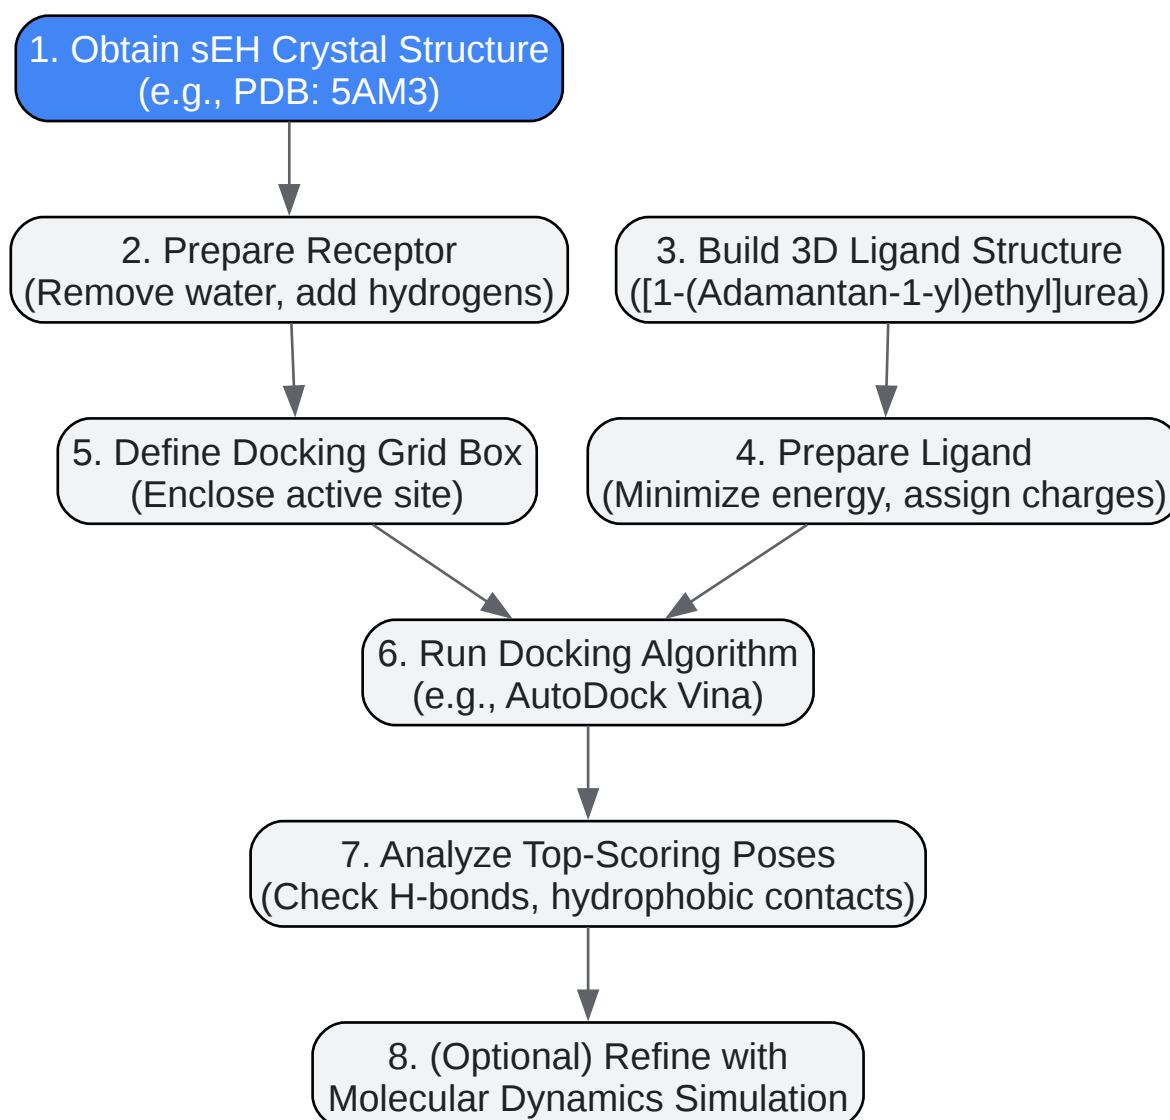 1. Obtain sEH Crystal Structure
(e.g., PDB: 5AM3)
2. Prepare Receptor
(Remove water, add hydrogens)
3. Build 3D Ligand Structure
([1-(Adamantan-1-yl)ethyl]urea)
5. Define Docking Grid Box
(Enclose active site)
4. Prepare Ligand
(Minimize energy, assign charges)
6. Run Docking Algorithm
(e.g., AutoDock Vina)
7. Analyze Top-Scoring Poses
(Check H-bonds, hydrophobic contacts)
8. (Optional) Refine with
Molecular Dynamics Simulation